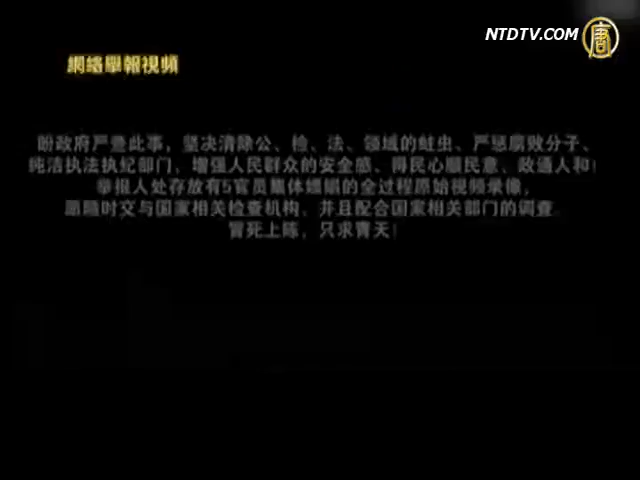 NTDTV.COM
唐
網絡舉報視頻
盼政府严查此事，坚决清除公、检、法、领域的蛀虫、严惩腐败分子、
纯洁执法执纪部门、增强人民群众的安全感、得民心顺民意、政通人和！
举报人处存放有5官员集体嫖娼的全过程原始视频录像，
愿随时交与国家相关检查机构，并且配合国家相关部门的调查
冒死上陈，只求青天！